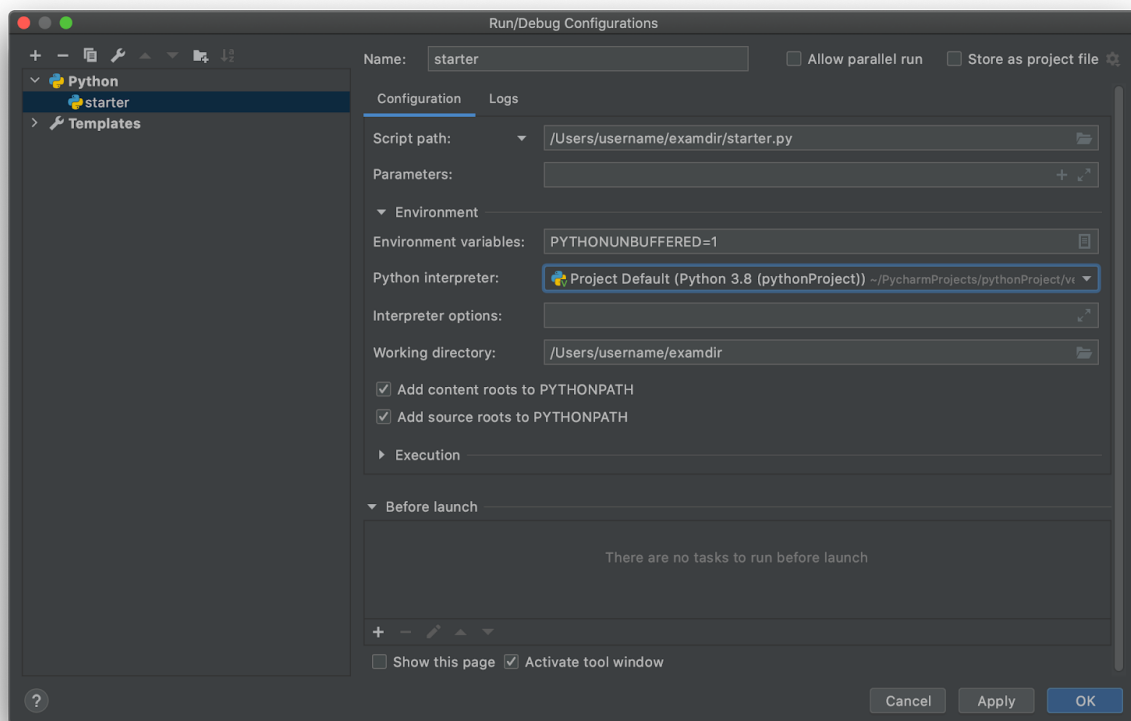 Run/Debug Configurations
Python
starter
Templates
Name: starter
Allow parallel run Store as project file
Configuration Logs
Script path: /Users/username/examdir/starter.py
Parameters:
Environment
Environment variables: PYTHONUNBUFFERED=1
Python interpreter: Project Default (Python 3.8 (pythonProject)) ~/PycharmProjects/pythonProject/ve
Interpreter options:
Working directory: /Users/username/examdir
Add content roots to PYTHONPATH
Add source roots to PYTHONPATH
Execution
Before launch
There are no tasks to run before launch
Show this page Activate tool window
? Cancel Apply OK